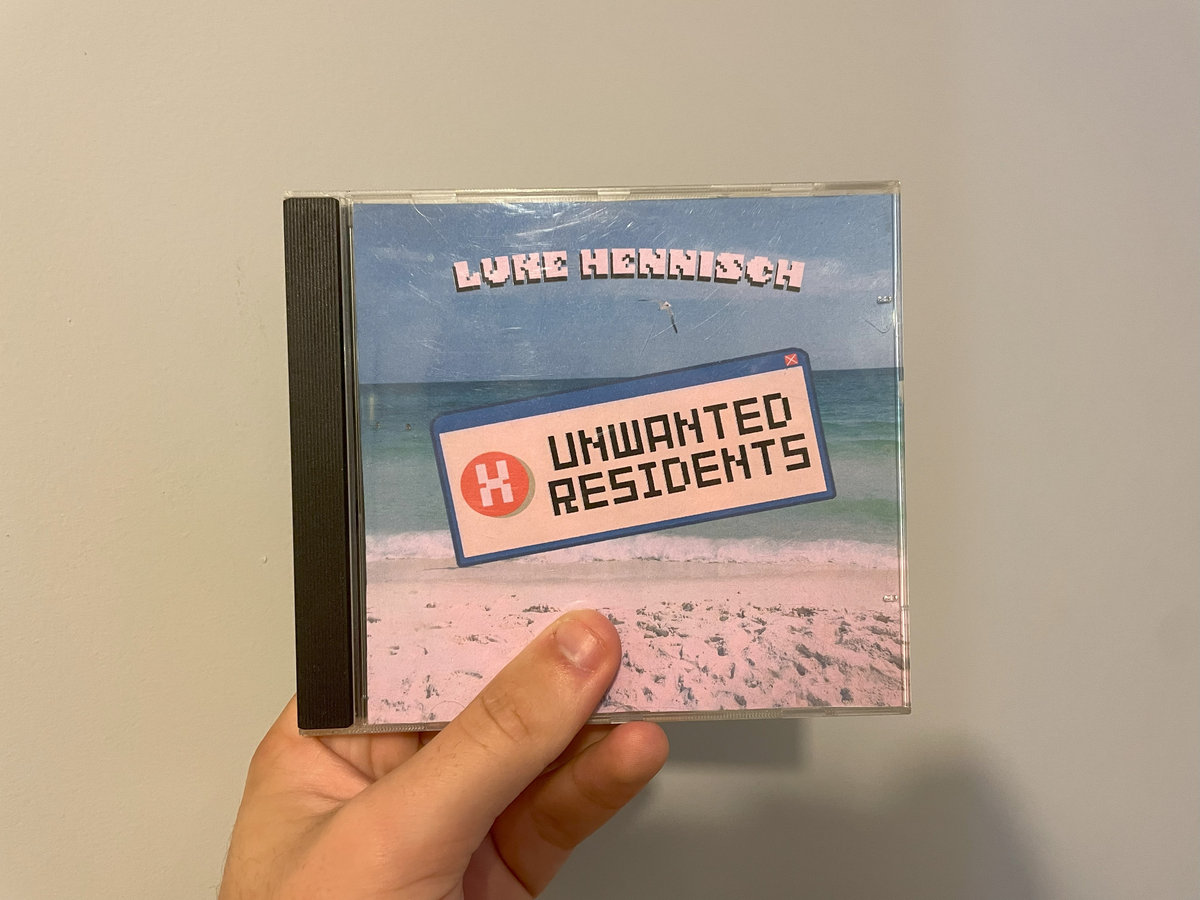 LUKE HENNISCH
X UNWANTED
RESIDENTS